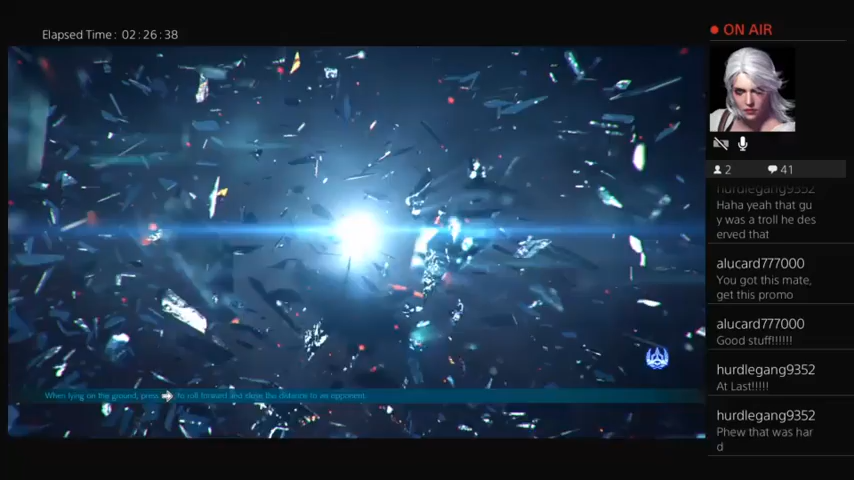 Elapsed Time: 02:26:38
ON AIR
2
41
hurdlegang9352
Haha yeah that gu
y was a troll he des
erved that
alucard777000
You got this mate,
get this promo
alucard777000
Good stuff!!!!!!
hurdlegang9352
At Last!!!!!
hurdlegang9352
Phew that was har
d
When lying on the ground, press ➡ to roll forward and close the distance to an opponent.